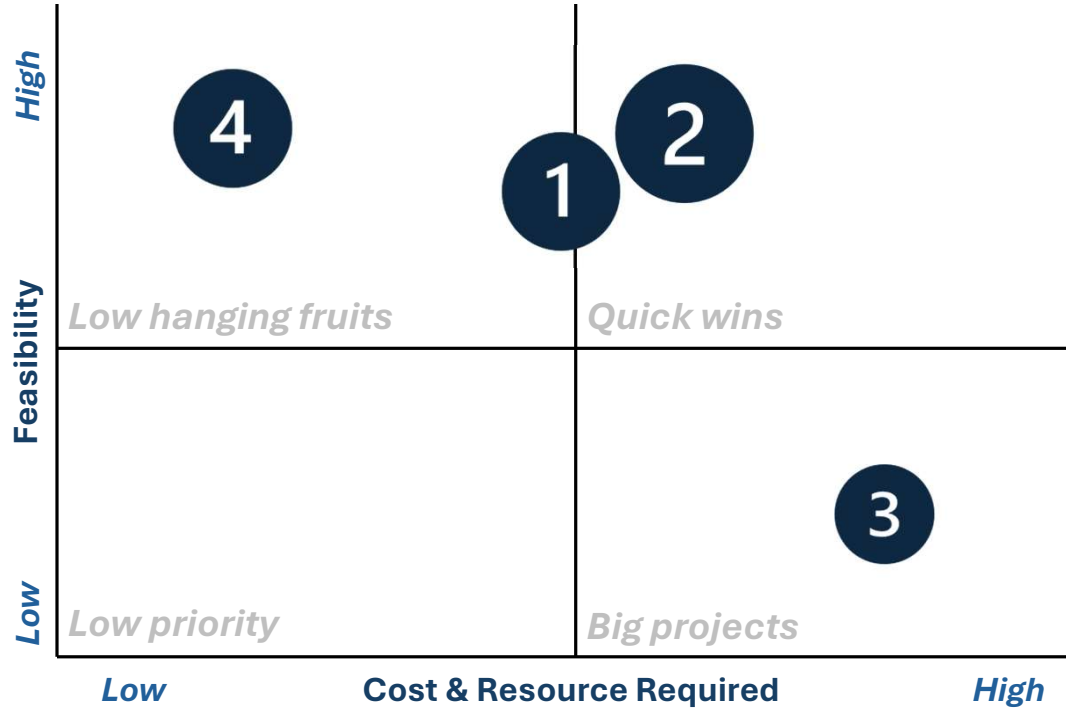 High
4
2
1
Low hanging fruits
Quick wins
Feasibility
3
Low
Low priority
Big projects
Low
Cost & Resource Required
High